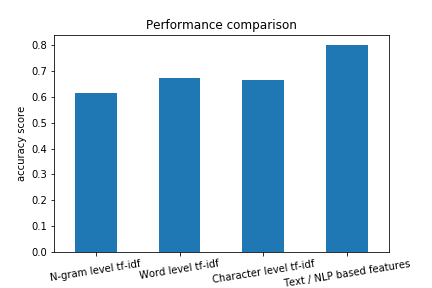 Performance comparison
accuracy score
0.8
0.7
0.6
0.5
0.4
0.3
0.2
0.1
0.0
N-gram level tf-idf
Word level tf-idf
Character level tf-idf
Text / NLP based features